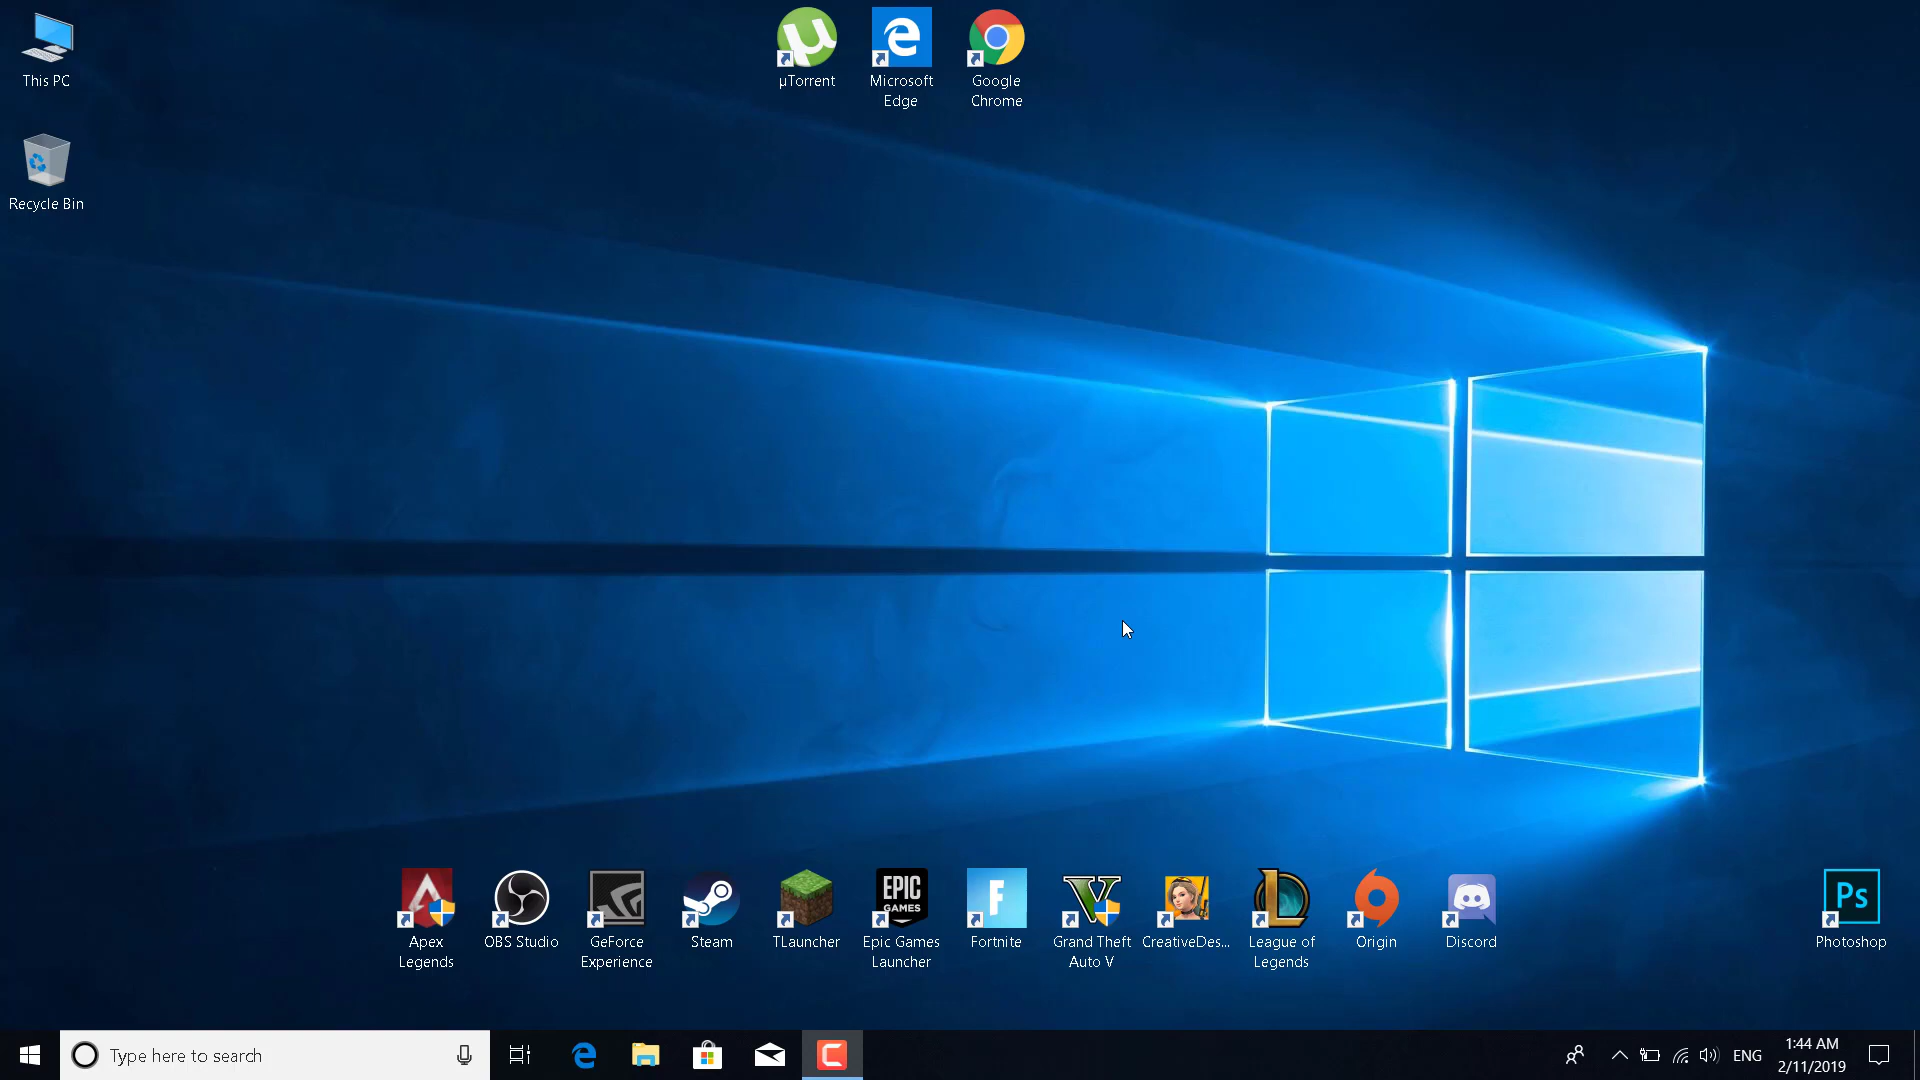 This PC
Recycle Bin
µTorrent
Microsoft
Edge
Google
Chrome
EPIC
GAMES
F
Ps
Apex
Legends
OBS Studio
GeForce
Experience
Steam
TLauncher
Epic Games
Launcher
Fortnite
Grand Theft
Auto V
CreativeDes...
League of
Legends
Origin
Discord
Photoshop
Type here to search
ENG
1:44 AM
2/11/2019